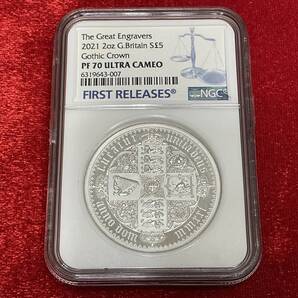 The Great Engravers
2021 2oz G.Britain S£5
Gothic Crown
PF 70 ULTRA CAMEO
6319643-007
FIRST RELEASES®
NGC